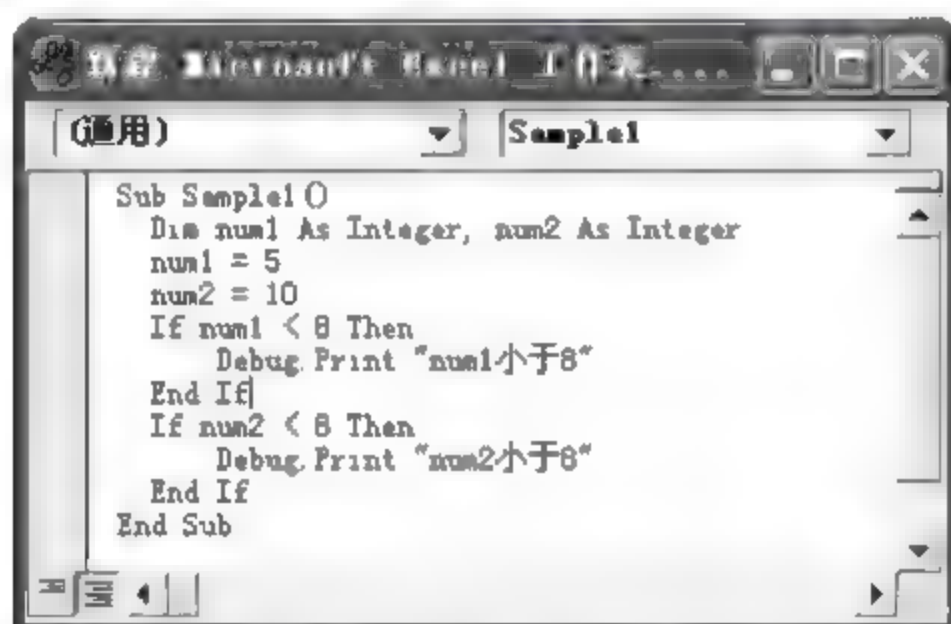 (通用) Sample1
Sub Sample1()
Dim num1 As Integer, num2 As Integer
num1 = 5
num2 = 10
If num1 < 8 Then
Debug.Print "num1小于8"
End If
If num2 < 8 Then
Debug.Print "num2小于8"
End If
End Sub